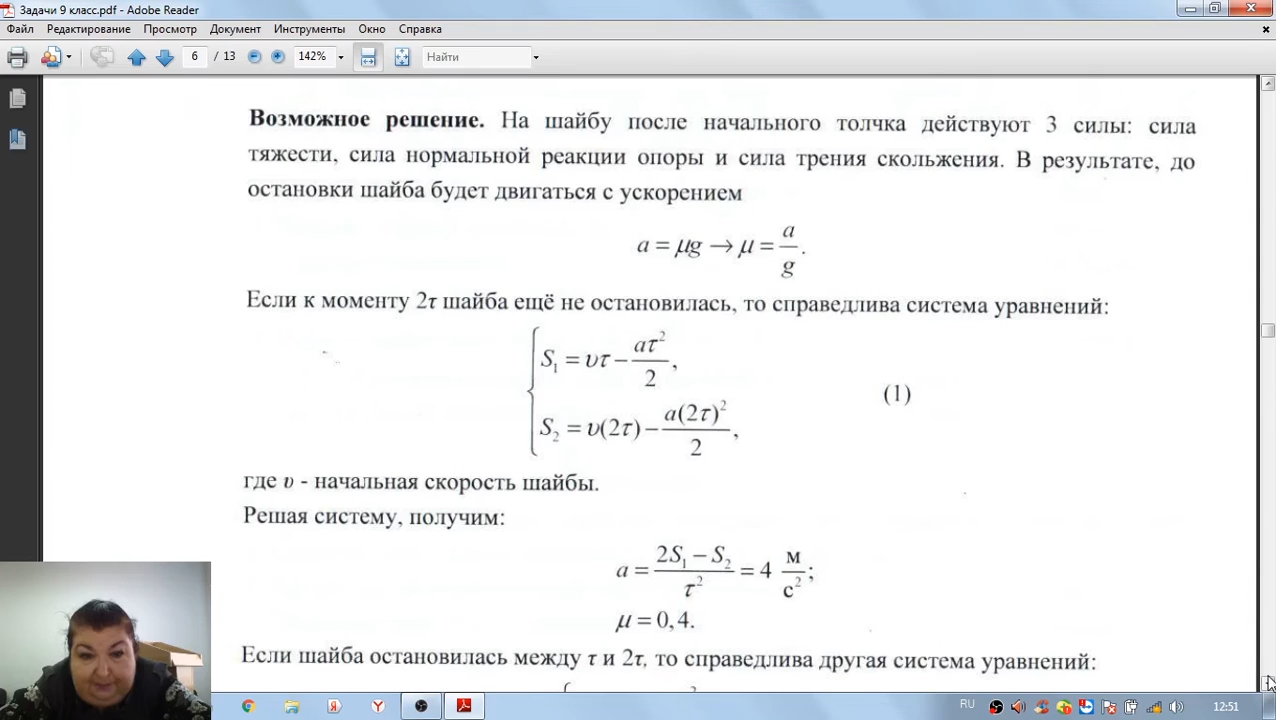 Задачи 9 класс.pdf - Adobe Reader
Файл Редактирование Просмотр Документ Инструменты Окно Справка
6 / 13 142% Найти
Возможное решение. На шайбу после начального толчка действуют 3 силы: сила
тяжести, сила нормальной реакции опоры и сила трения скольжения. В результате, до
остановки шайба будет двигаться с ускорением
a = μg → μ = a/g.
Если к моменту 2τ шайба ещё не остановилась, то справедлива система уравнений:
S₁ = υτ − aτ²/2,
S₂ = υ(2τ) − a(2τ)²/2,
(1)
где υ - начальная скорость шайбы.
Решая систему, получим:
a = (2S₁ − S₂)/τ² = 4 м/с²;
μ = 0,4.
Если шайба остановилась между τ и 2τ, то справедлива другая система уравнений:
RU 12:51